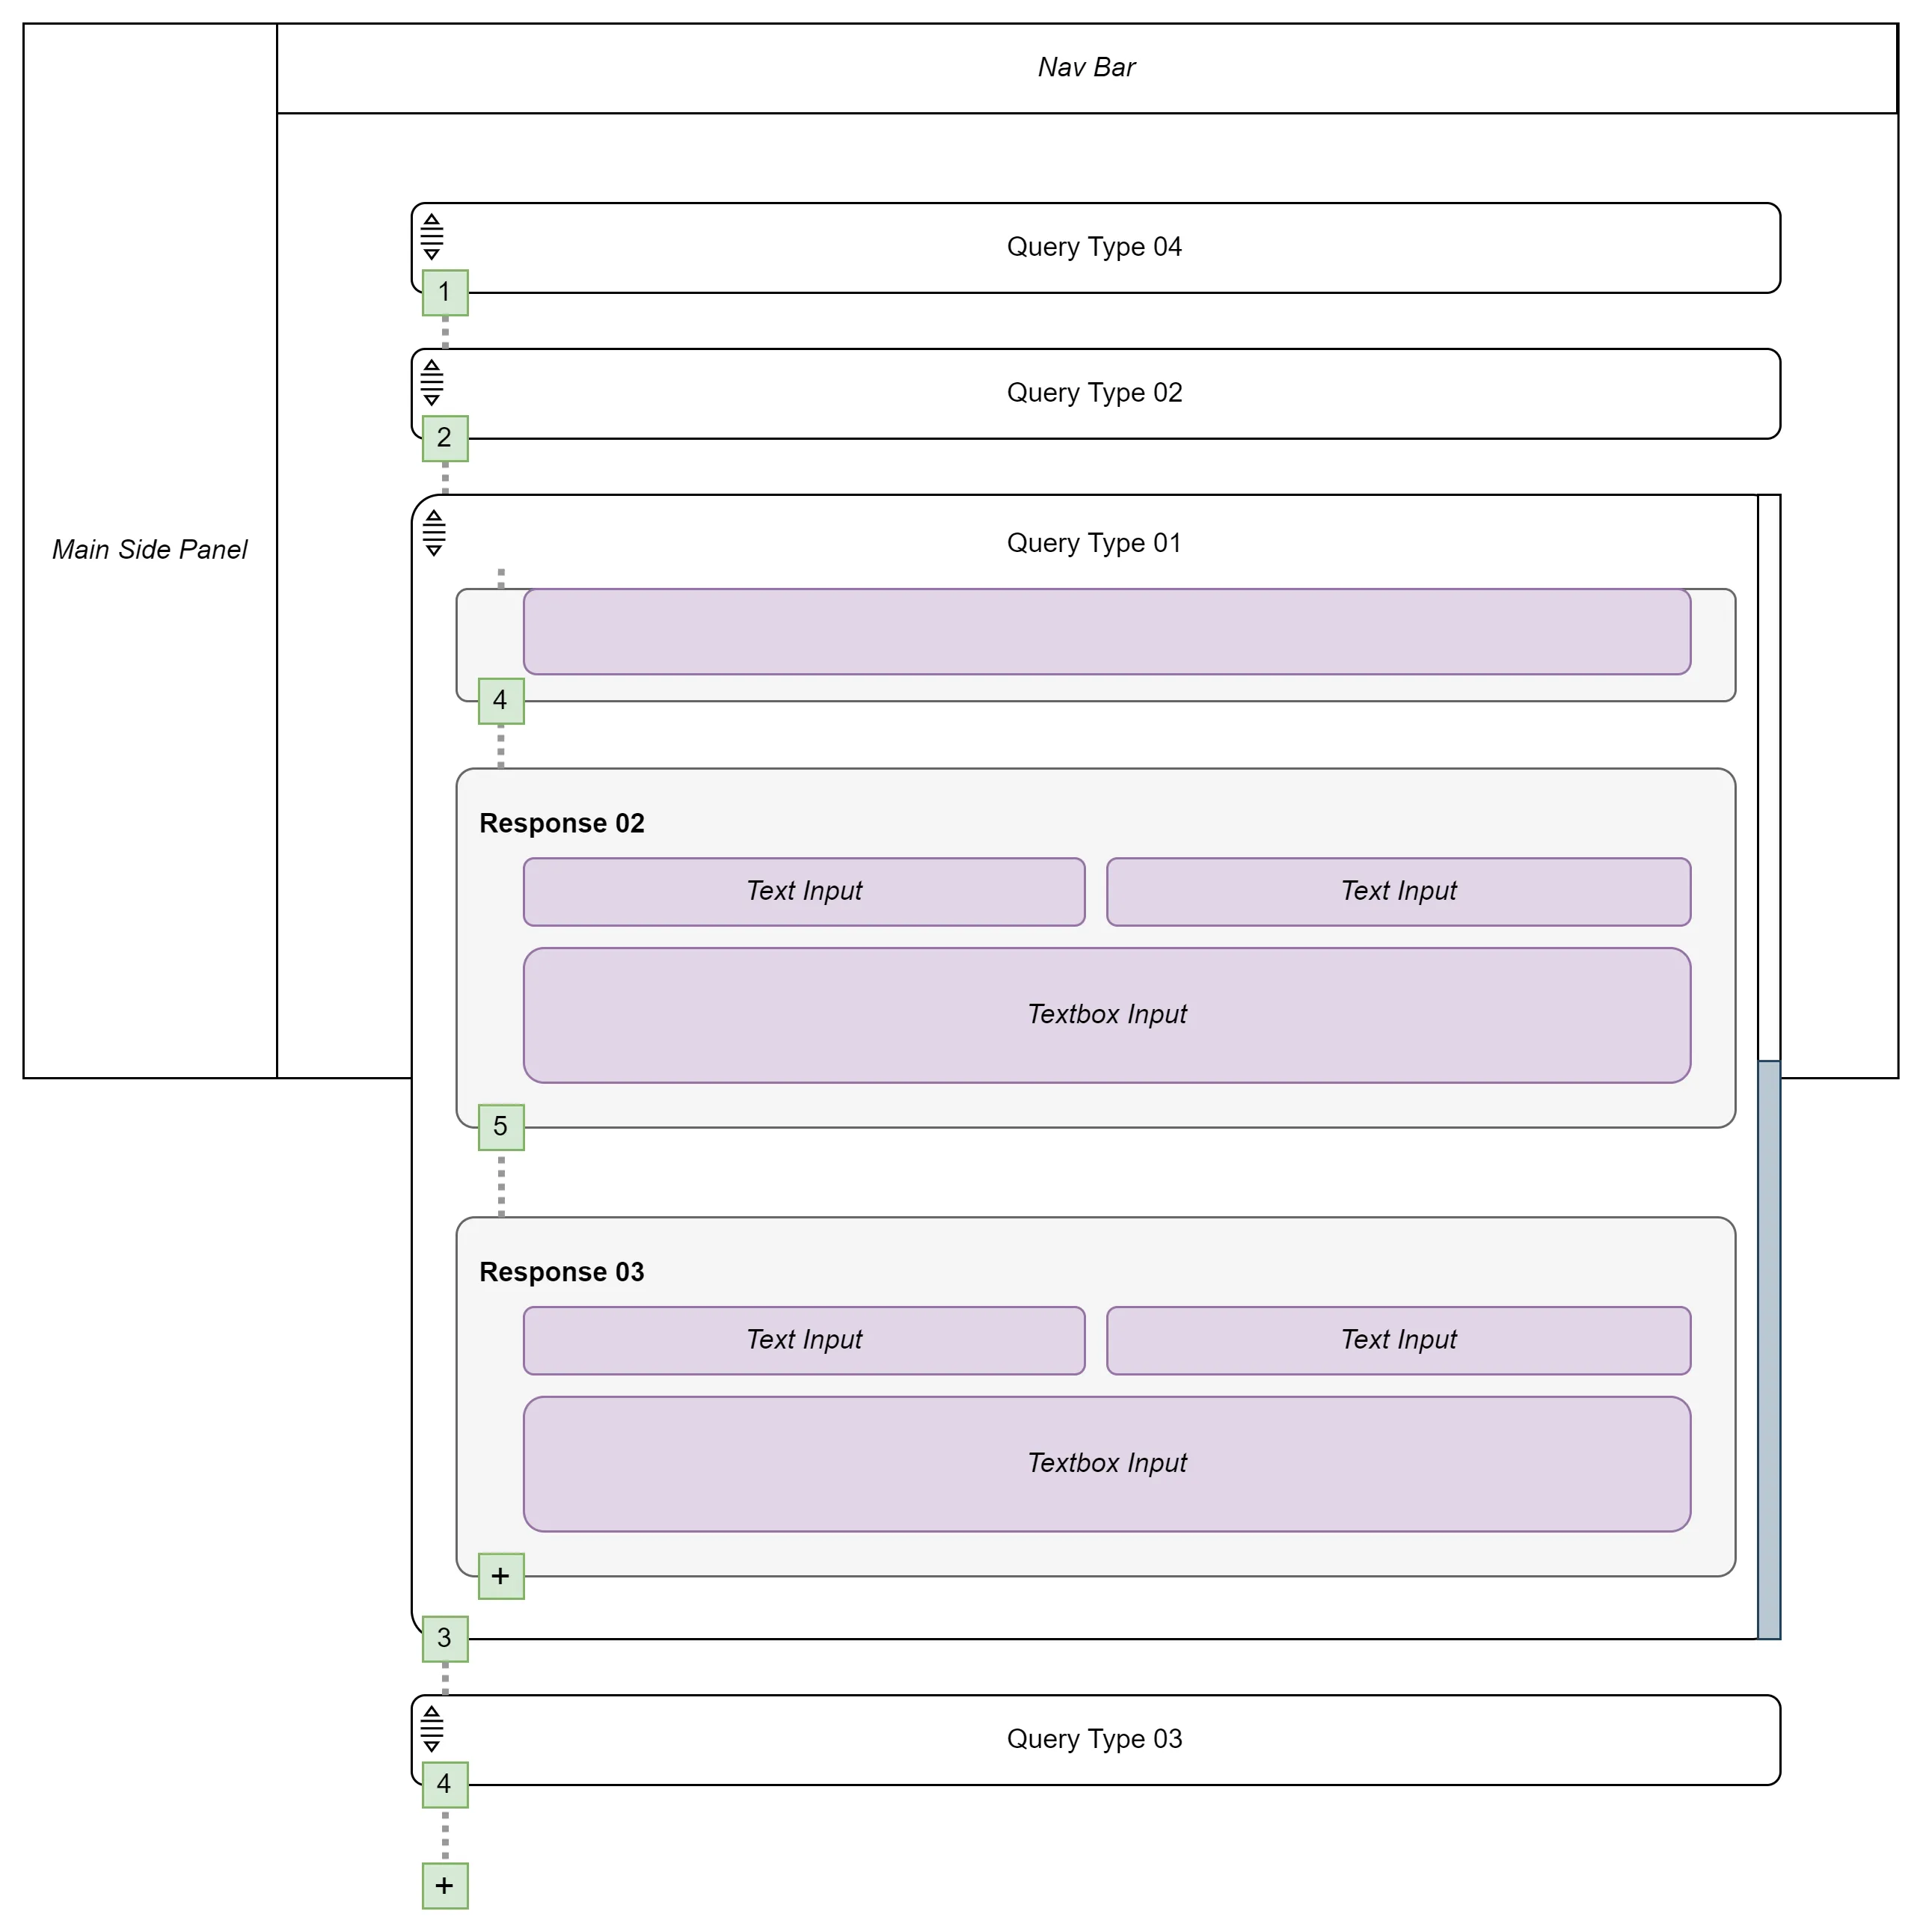 Nav Bar
Main Side Panel
Query Type 04
1
Query Type 02
2
Query Type 01
4
Response 02
Text Input
Text Input
Textbox Input
5
Response 03
Text Input
Text Input
Textbox Input
+
3
Query Type 03
4
+